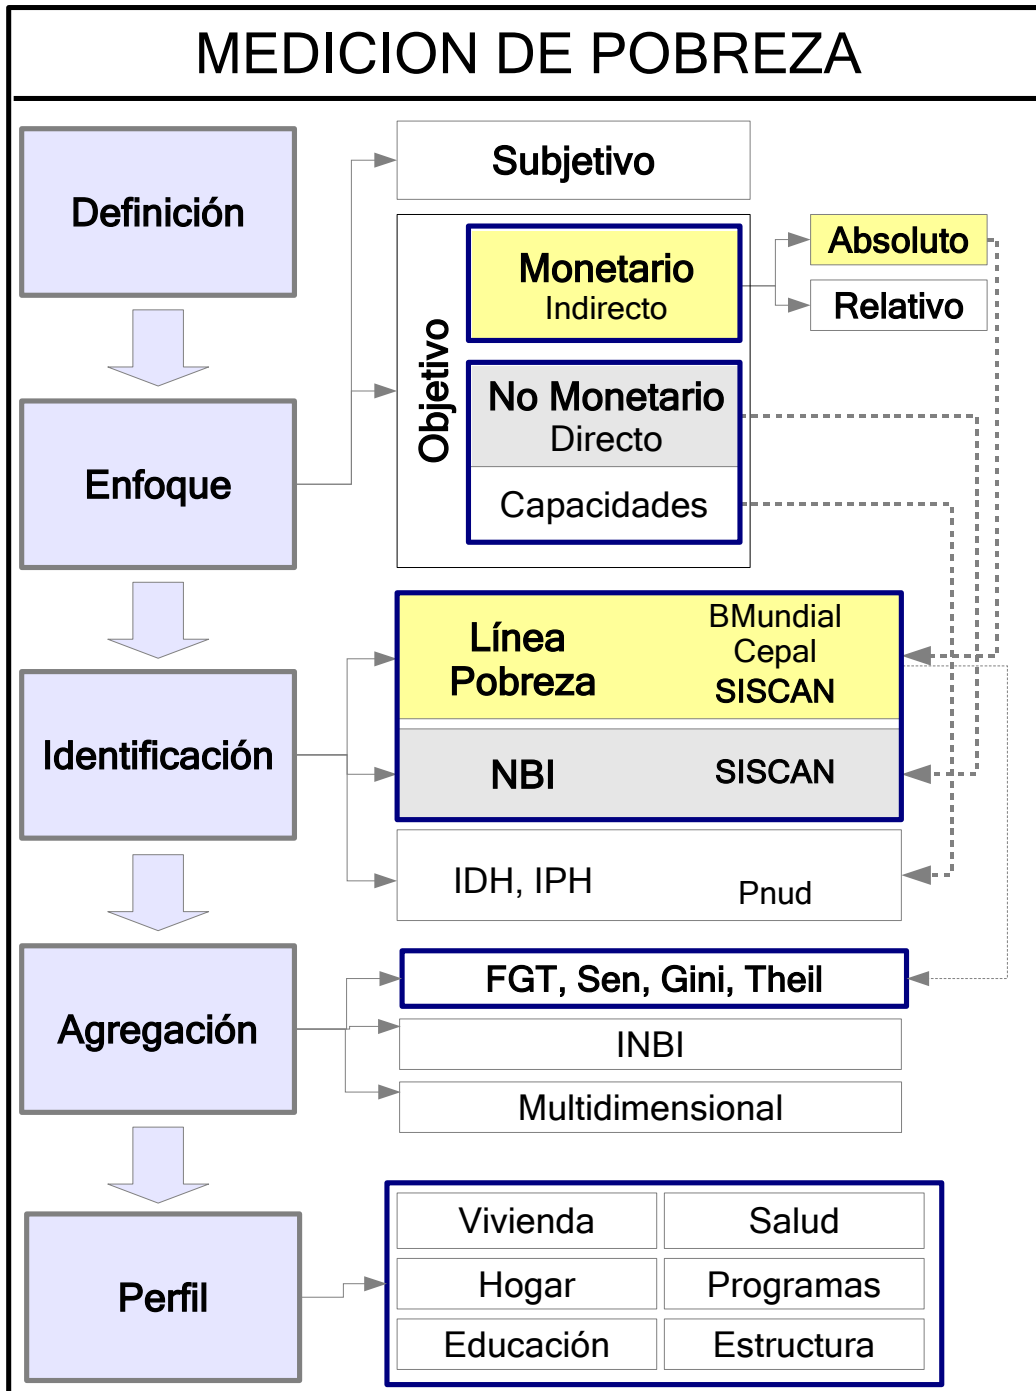 MEDICION DE POBREZA
Definición
Subjetivo
Objetivo
Monetario
Indirecto
Absoluto
Relativo
No Monetario
Directo
Capacidades
Enfoque
Identificación
Línea
Pobreza
BMundial
Cepal
SISCAN
NBI
SISCAN
IDH, IPH
Pnud
Agregación
FGT, Sen, Gini, Theil
INBI
Multidimensional
Perfil
Vivienda
Salud
Hogar
Programas
Educación
Estructura